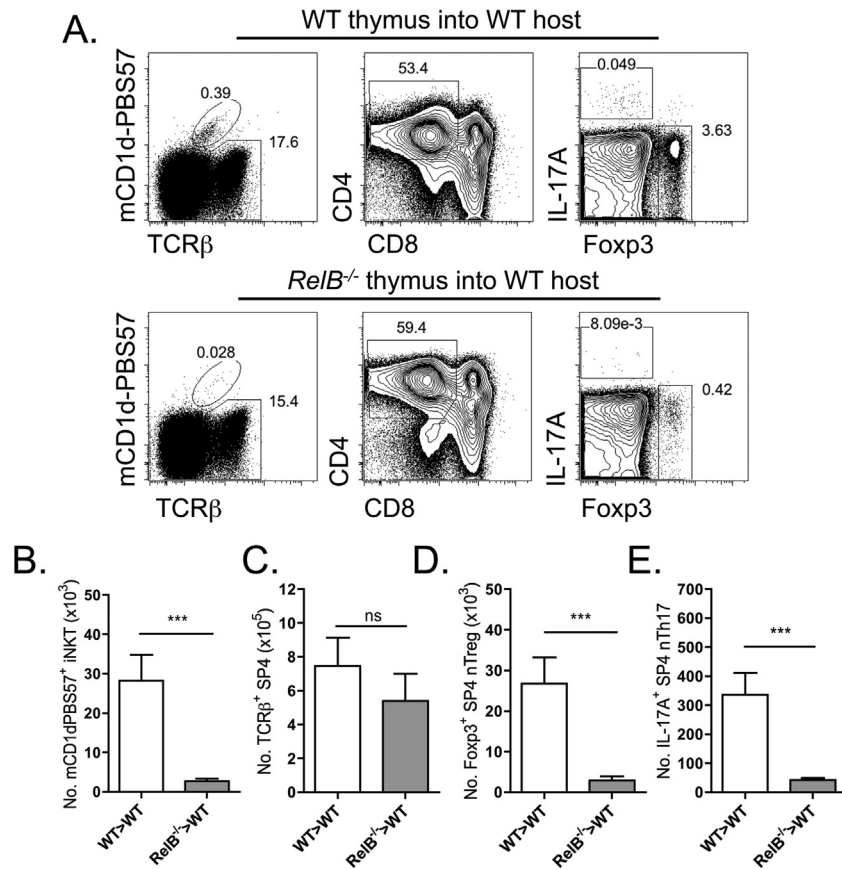 A.
WT thymus into WT host
mCD1d-PBS57
0.39
17.6
TCRβ
CD4
53.4
CD8
IL-17A
0.049
3.63
Foxp3
RelB-/- thymus into WT host
mCD1d-PBS57
0.028
15.4
TCRβ
CD4
59.4
CD8
IL-17A
8.09e-3
0.42
Foxp3
B.
No. mCD1dPBS57+ iNKT (x10³)
50
40
30
20
10
0
***
WT>WT
RelB-/->WT
C.
No. TCRβ+ SP4 (x10⁵)
12
10
8
6
4
2
0
ns
WT>WT
RelB-/->WT
D.
No. Foxp3+ SP4 nTreg (x10³)
50
40
30
20
10
0
***
WT>WT
RelB-/->WT
E.
No. IL-17A+ SP4 nTh17
700
600
500
400
300
200
100
0
***
WT>WT
RelB-/->WT